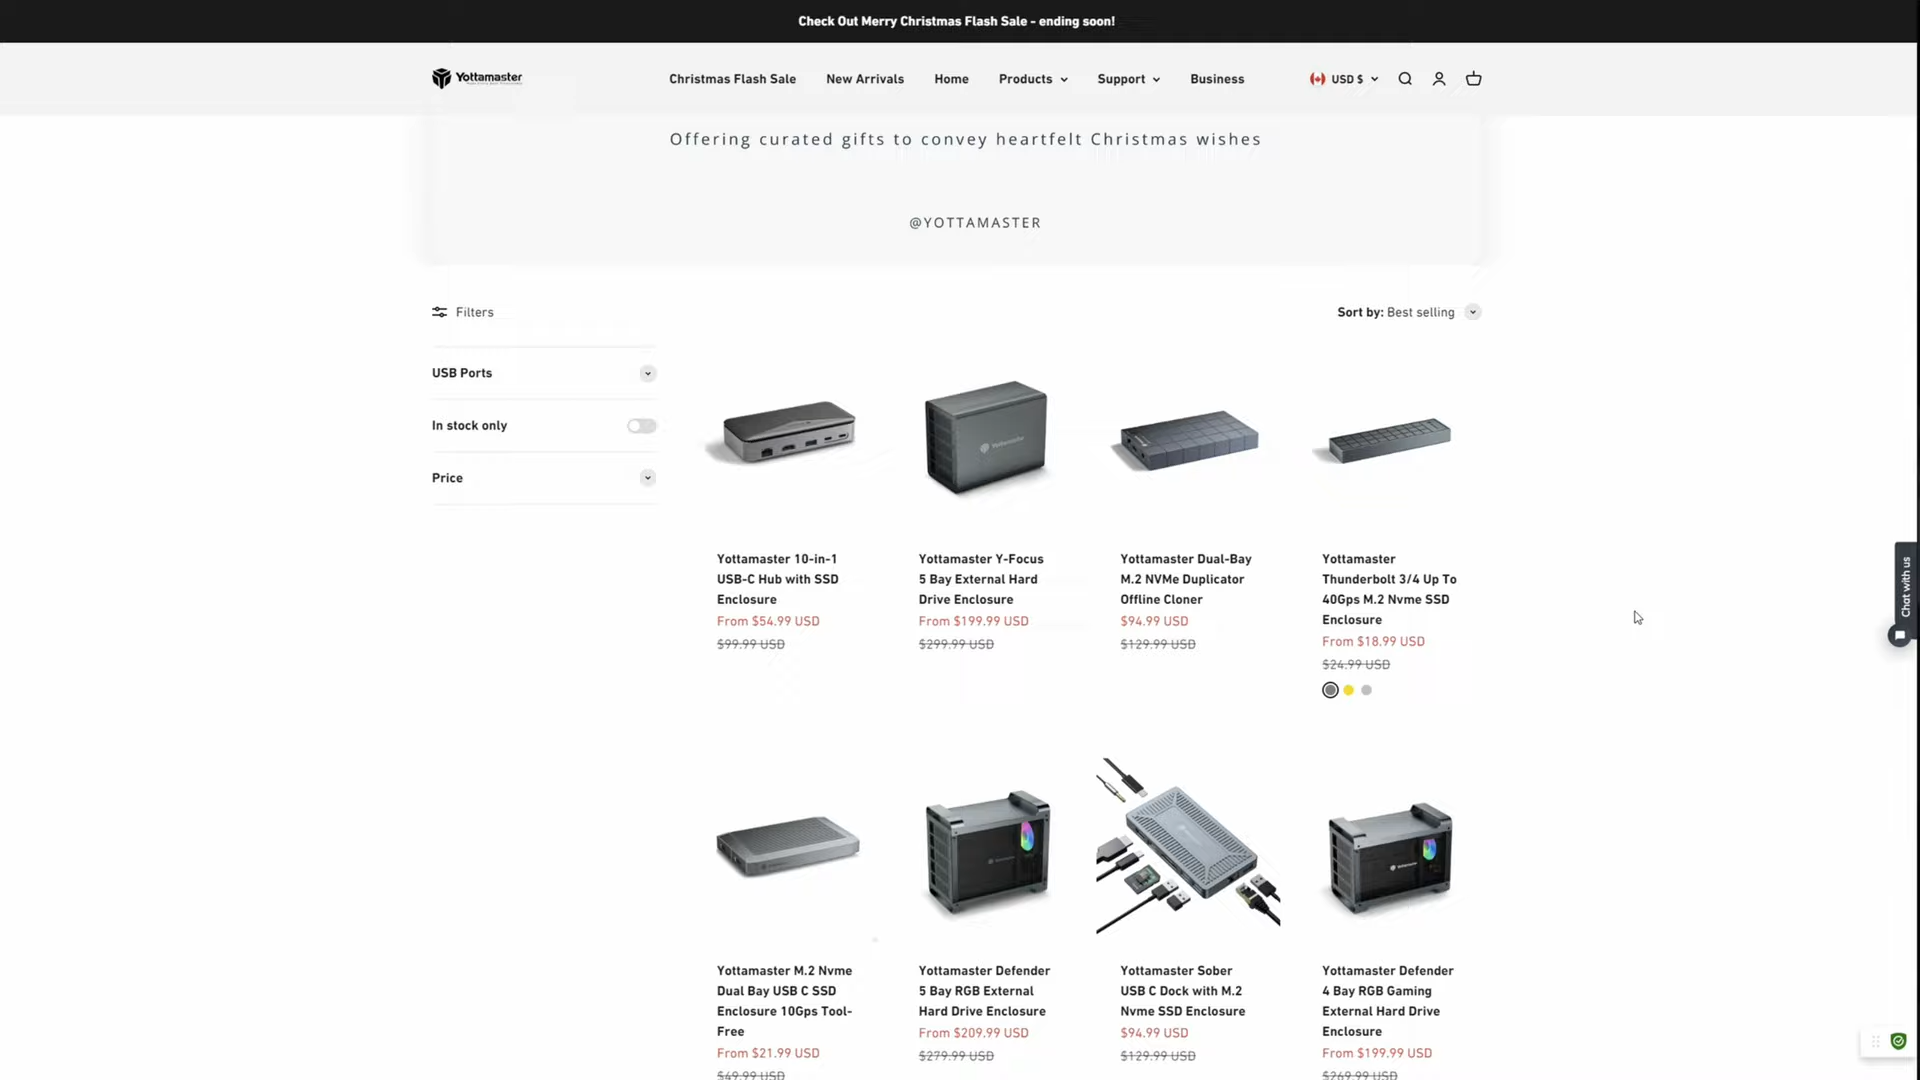 Check Out Merry Christmas Flash Sale - ending soon!
Yottamaster
Christmas Flash Sale
New Arrivals
Home
Products
Support
Business
USD $
Offering curated gifts to convey heartfelt Christmas wishes
@YOTTAMASTER
Filters
Sort by: Best selling
USB Ports
In stock only
Price
Yottamaster
Yottamaster 10-in-1
USB-C Hub with SSD
Enclosure
From $54.99 USD
$99.99 USD
Yottamaster Y-Focus
5 Bay External Hard
Drive Enclosure
From $199.99 USD
$299.99 USD
Yottamaster Dual-Bay
M.2 NVMe Duplicator
Offline Cloner
$94.99 USD
$129.99 USD
Yottamaster
Thunderbolt 3/4 Up To
40Gps M.2 Nvme SSD
Enclosure
From $18.99 USD
$24.99 USD
Chat with us
Yottamaster M.2 Nvme
Dual Bay USB C SSD
Enclosure 10Gps Tool-
Free
From $21.99 USD
$49.99 USD
Yottamaster Defender
5 Bay RGB External
Hard Drive Enclosure
From $209.99 USD
$279.99 USD
Yottamaster Sober
USB C Dock with M.2
Nvme SSD Enclosure
$94.99 USD
$129.99 USD
Yottamaster Defender
4 Bay RGB Gaming
External Hard Drive
Enclosure
From $199.99 USD
$269.99 USD